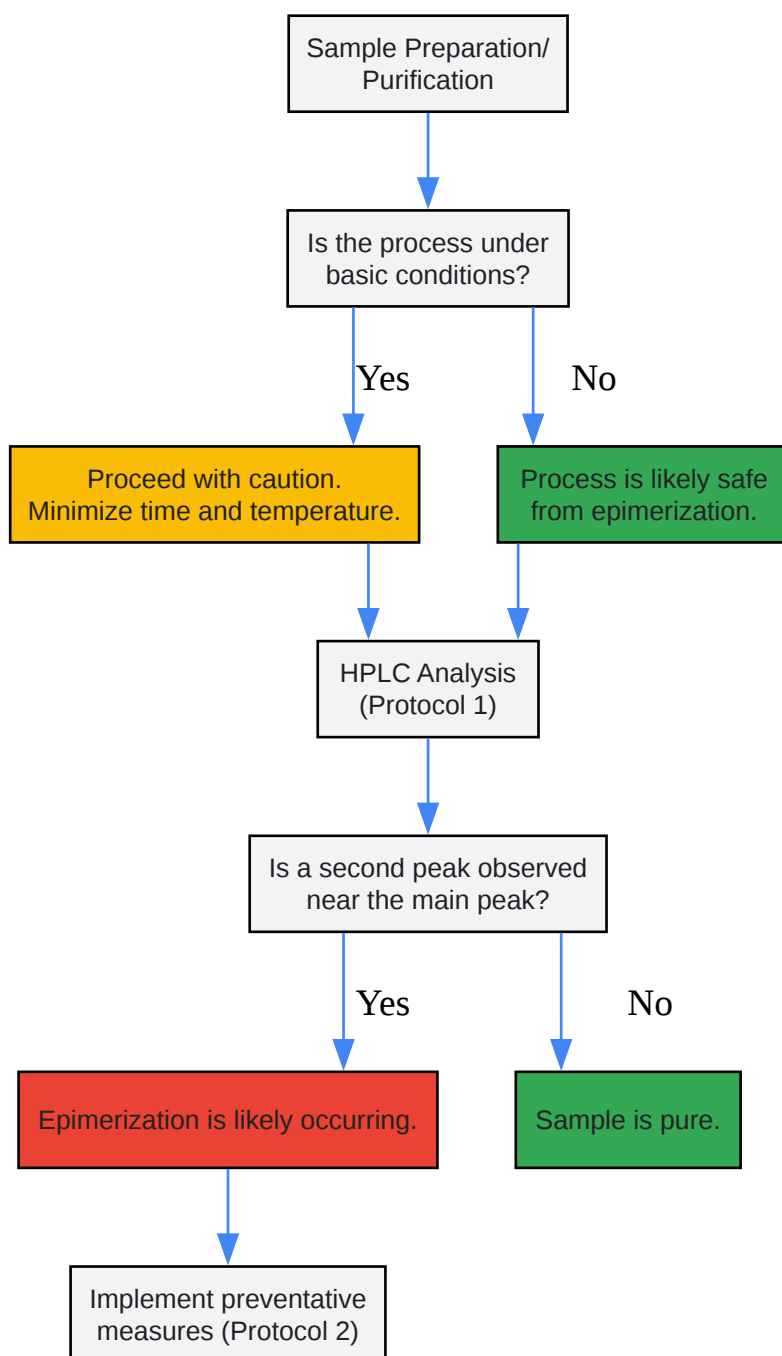 Sample Preparation/
Purification
Is the process under
basic conditions?
Yes
No
Proceed with caution.
Minimize time and temperature.
Process is likely safe
from epimerization.
HPLC Analysis
(Protocol 1)
Is a second peak observed
near the main peak?
Yes
No
Epimerization is likely occurring.
Sample is pure.
Implement preventative
measures (Protocol 2)